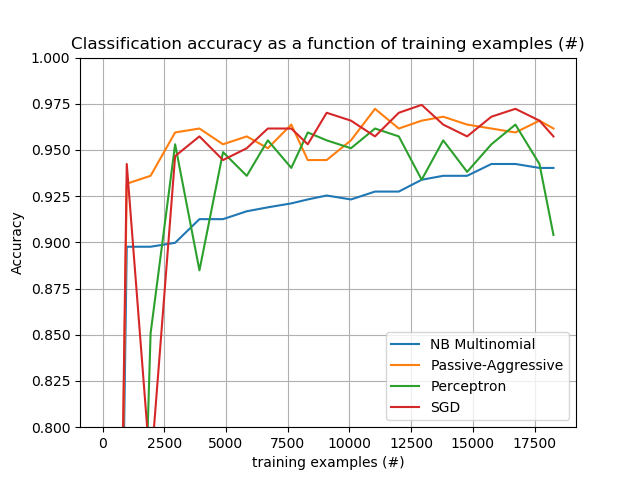 Classification accuracy as a function of training examples (#)
1.000
0.975
0.950
0.925
0.900
0.875
0.850
0.825
0.800
Accuracy
NB Multinomial
Passive-Aggressive
Perceptron
SGD
0 2500 5000 7500 10000 12500 15000 17500
training examples (#)